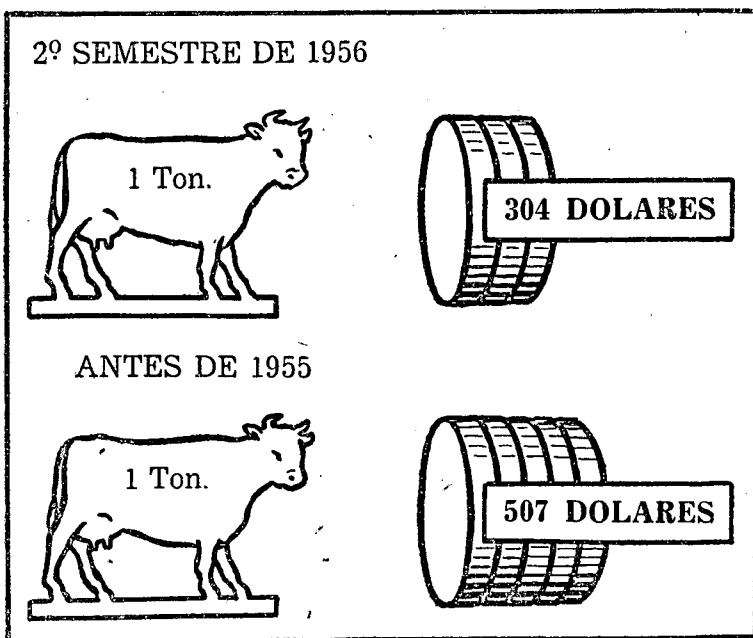 2º SEMESTRE DE 1956
1 Ton.
304 DOLARES
ANTES DE 1955
1 Ton.
507 DOLARES